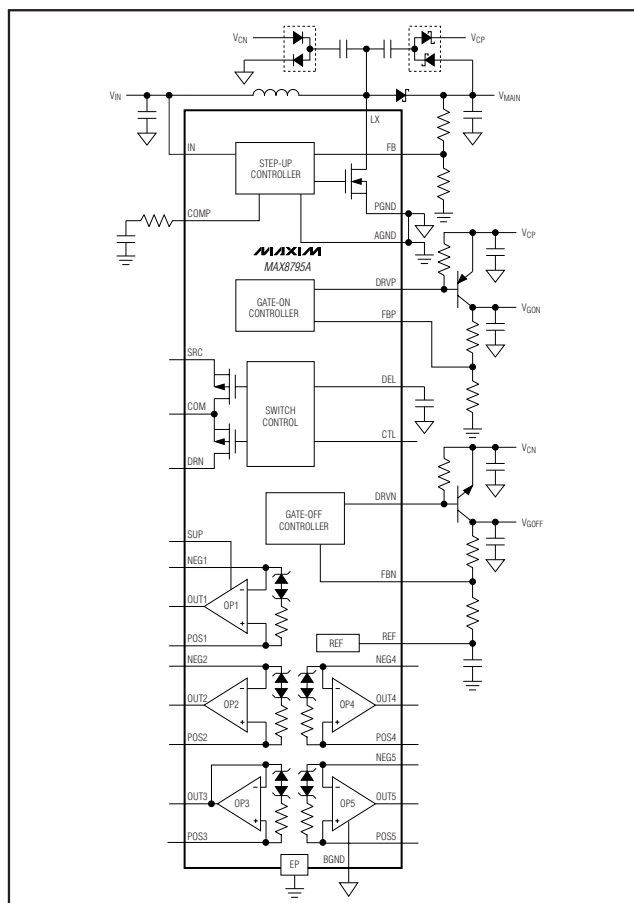 VCN
VCP
VIN
VMAIN
LX
IN
FB
STEP-UP
CONTROLLER
COMP
PGND
AGND
VCP
MAXIM
MAX8795A
DRVP
GATE-ON
CONTROLLER
FBP
VGON
SRC
DEL
COM
SWITCH
CONTROL
CTL
DRN
VCN
DRVN
GATE-OFF
CONTROLLER
VGOFF
SUP
NEG1
FBN
OUT1
OP1
POS1
REF
REF
NEG2
NEG4
OUT2
OP2
OP4
OUT4
POS2
POS4
NEG5
OUT3
OP3
OP5
OUT5
POS3
POS5
EP
BGND